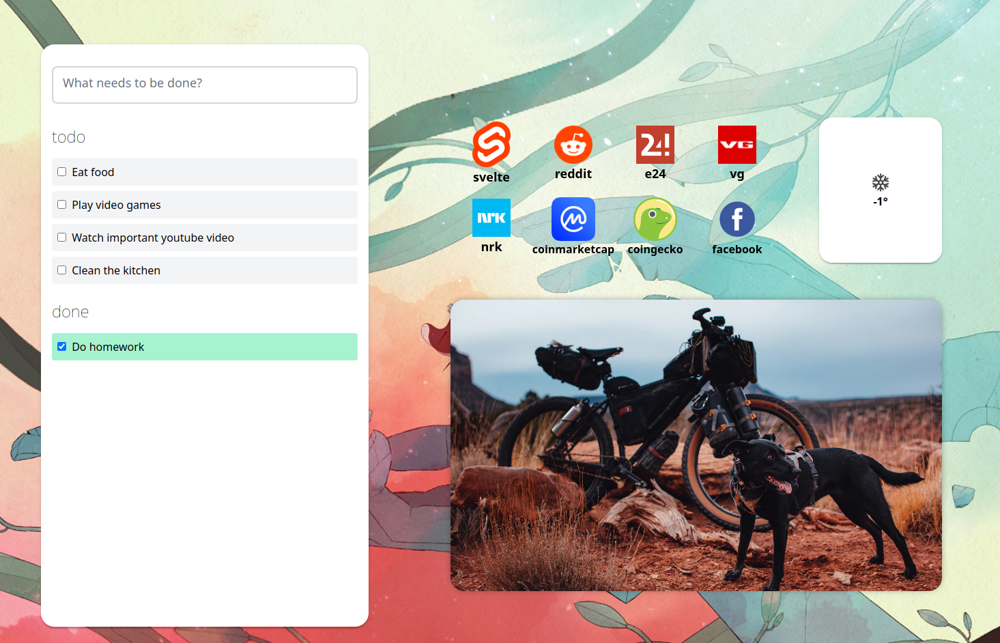 What needs to be done?
todo
Eat food
Play video games
Watch important youtube video
Clean the kitchen
done
Do homework
24!
VG
svelte
reddit
e24
vg
nrk
nrk
coinmarketcap
coingecko
facebook
-1°